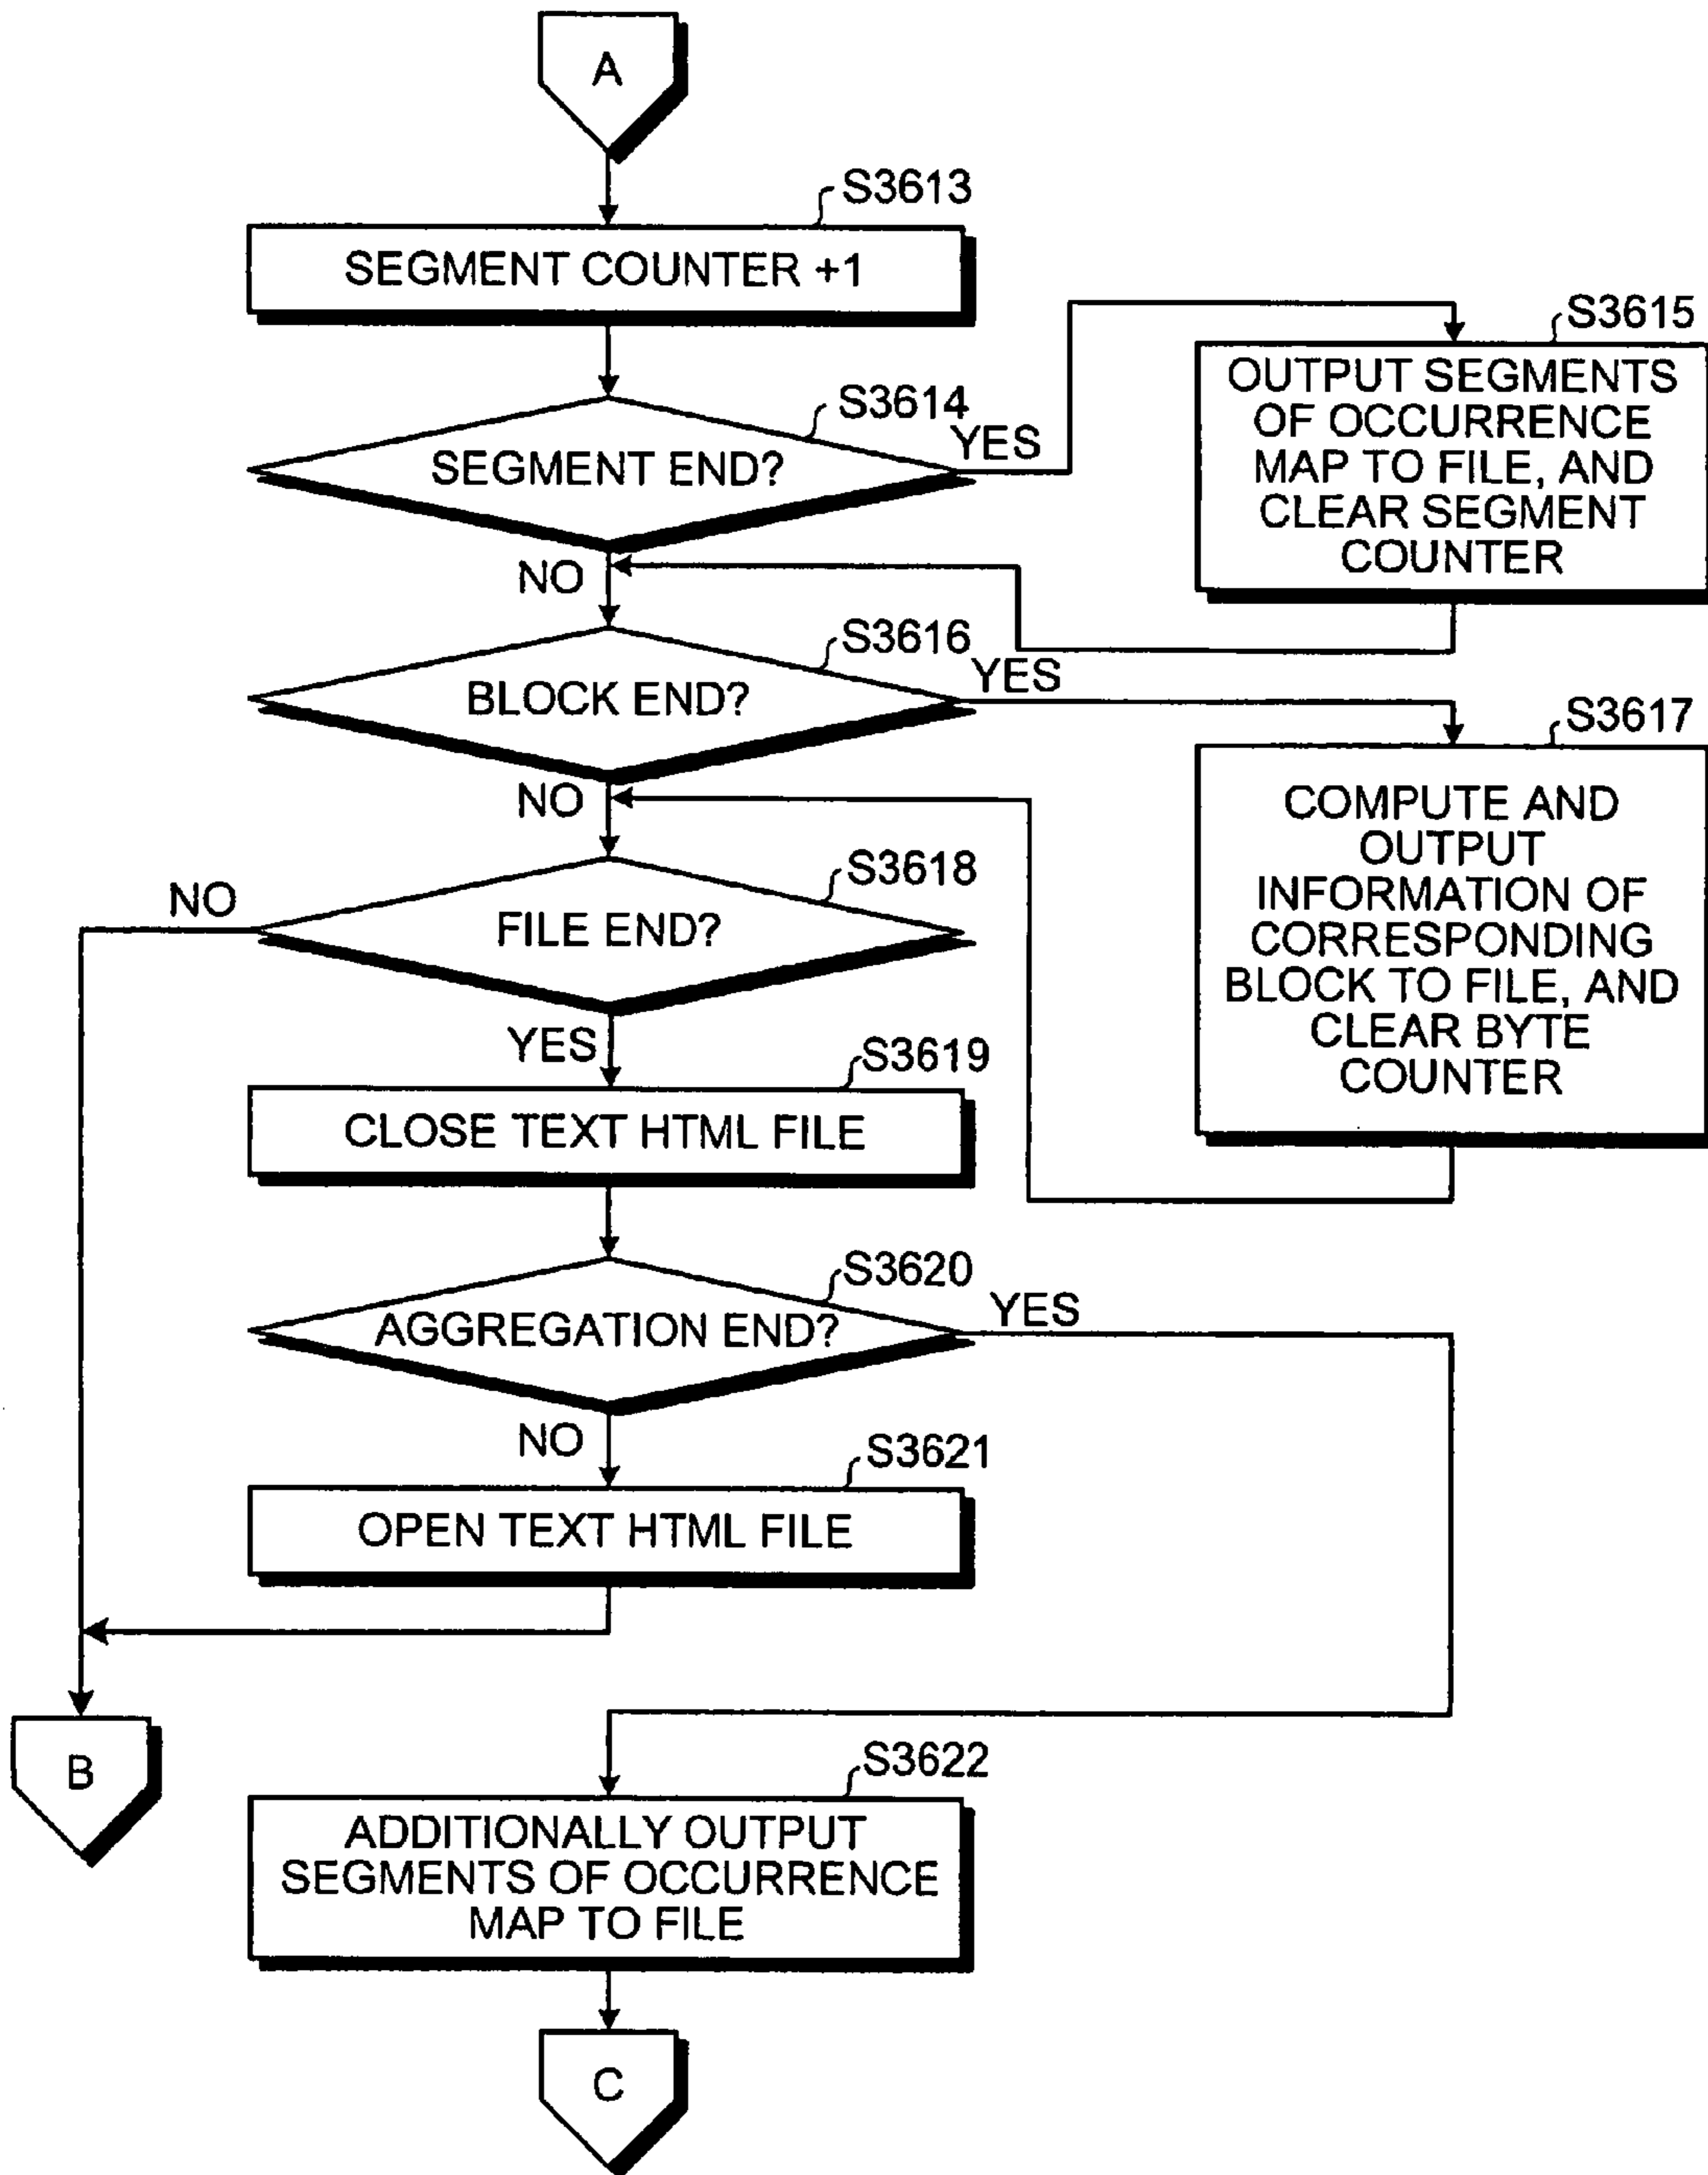 A
S3613
SEGMENT COUNTER +1
S3614
SEGMENT END?
YES
NO
S3615
OUTPUT SEGMENTS
OF OCCURRENCE
MAP TO FILE, AND
CLEAR SEGMENT
COUNTER
S3616
BLOCK END?
YES
NO
S3617
COMPUTE AND
OUTPUT
INFORMATION OF
CORRESPONDING
BLOCK TO FILE, AND
CLEAR BYTE
COUNTER
S3618
FILE END?
NO
YES
S3619
CLOSE TEXT HTML FILE
S3620
AGGREGATION END?
YES
NO
S3621
OPEN TEXT HTML FILE
B
S3622
ADDITIONALLY OUTPUT
SEGMENTS OF OCCURRENCE
MAP TO FILE
C